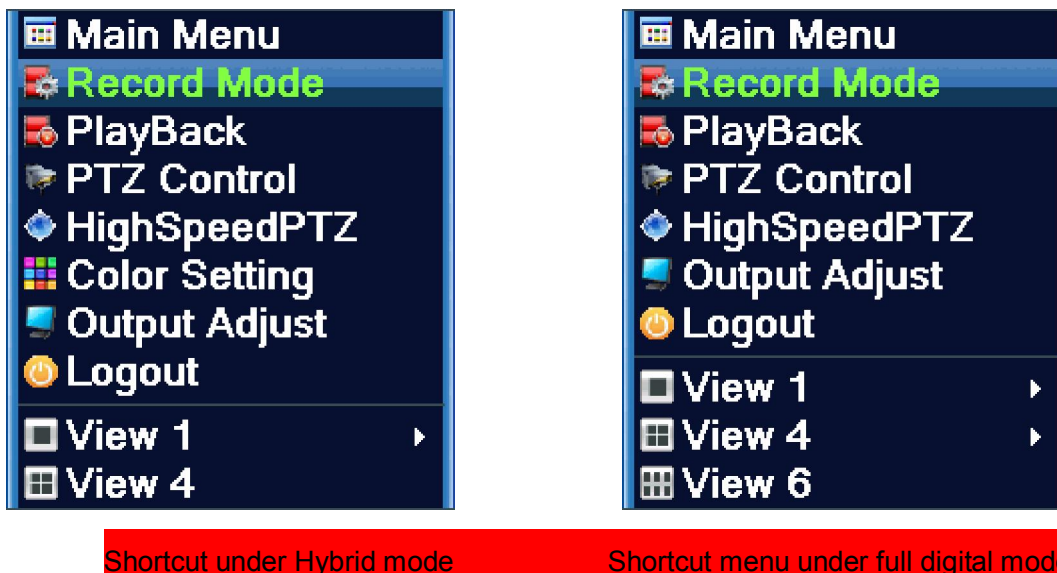 Main Menu
Record Mode
PlayBack
PTZ Control
HighSpeedPTZ
Color Setting
Output Adjust
Logout
View 1
View 4
Main Menu
Record Mode
PlayBack
PTZ Control
HighSpeedPTZ
Output Adjust
Logout
View 1
View 4
View 6
Shortcut under Hybrid mode
Shortcut menu under full digital mod